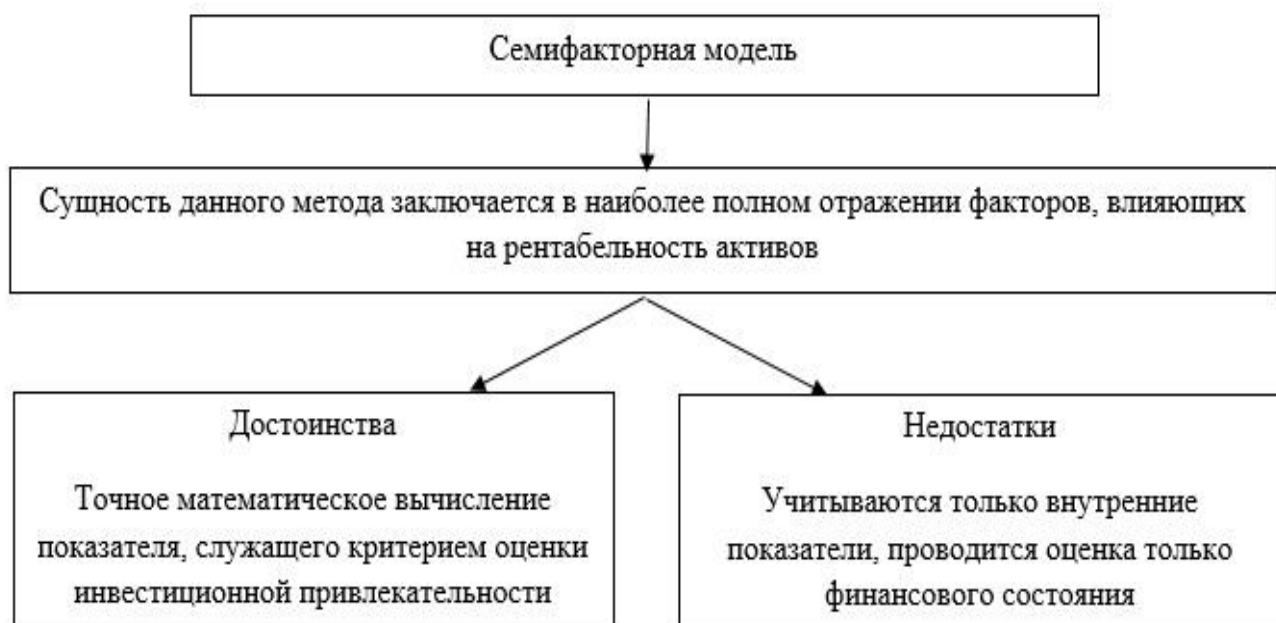 Семифакторная модель
Сущность данного метода заключается в наиболее полном отражении факторов, влияющих
на рентабельность активов
Достоинства
Точное математическое вычисление
показателя, служащего критерием оценки
инвестиционной привлекательности
Недостатки
Учитываются только внутренние
показатели, проводится оценка только
финансового состояния